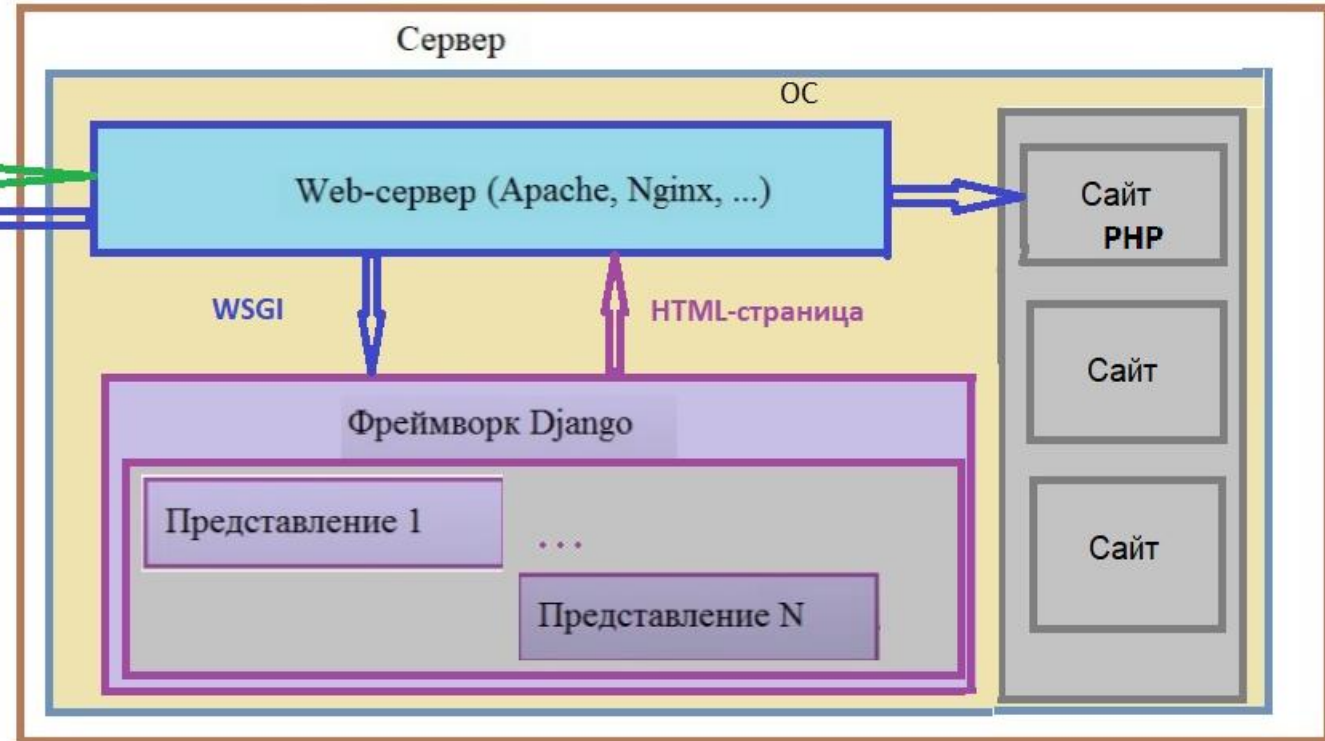 Сервер
ОС
Web-сервер (Apache, Nginx, ...)
Сайт
PHP
WSGI
HTML-страница
Сайт
Фреймворк Django
Представление 1
...
Сайт
Представление N